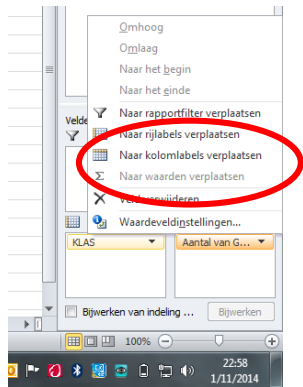 Omhoog
Omlaag
Naar het begin
Naar het einde
Velde
Naar rapportfilter verplaatsen
Naar rijlabels verplaatsen
Naar kolomlabels verplaatsen
Σ Naar waarden verplaatsen
Veld verwijderen
Waardeveldinstellingen...
KLAS
Aantal van G...
Bijwerken van indeling ...
Bijwerken
100%
22:58
1/11/2014